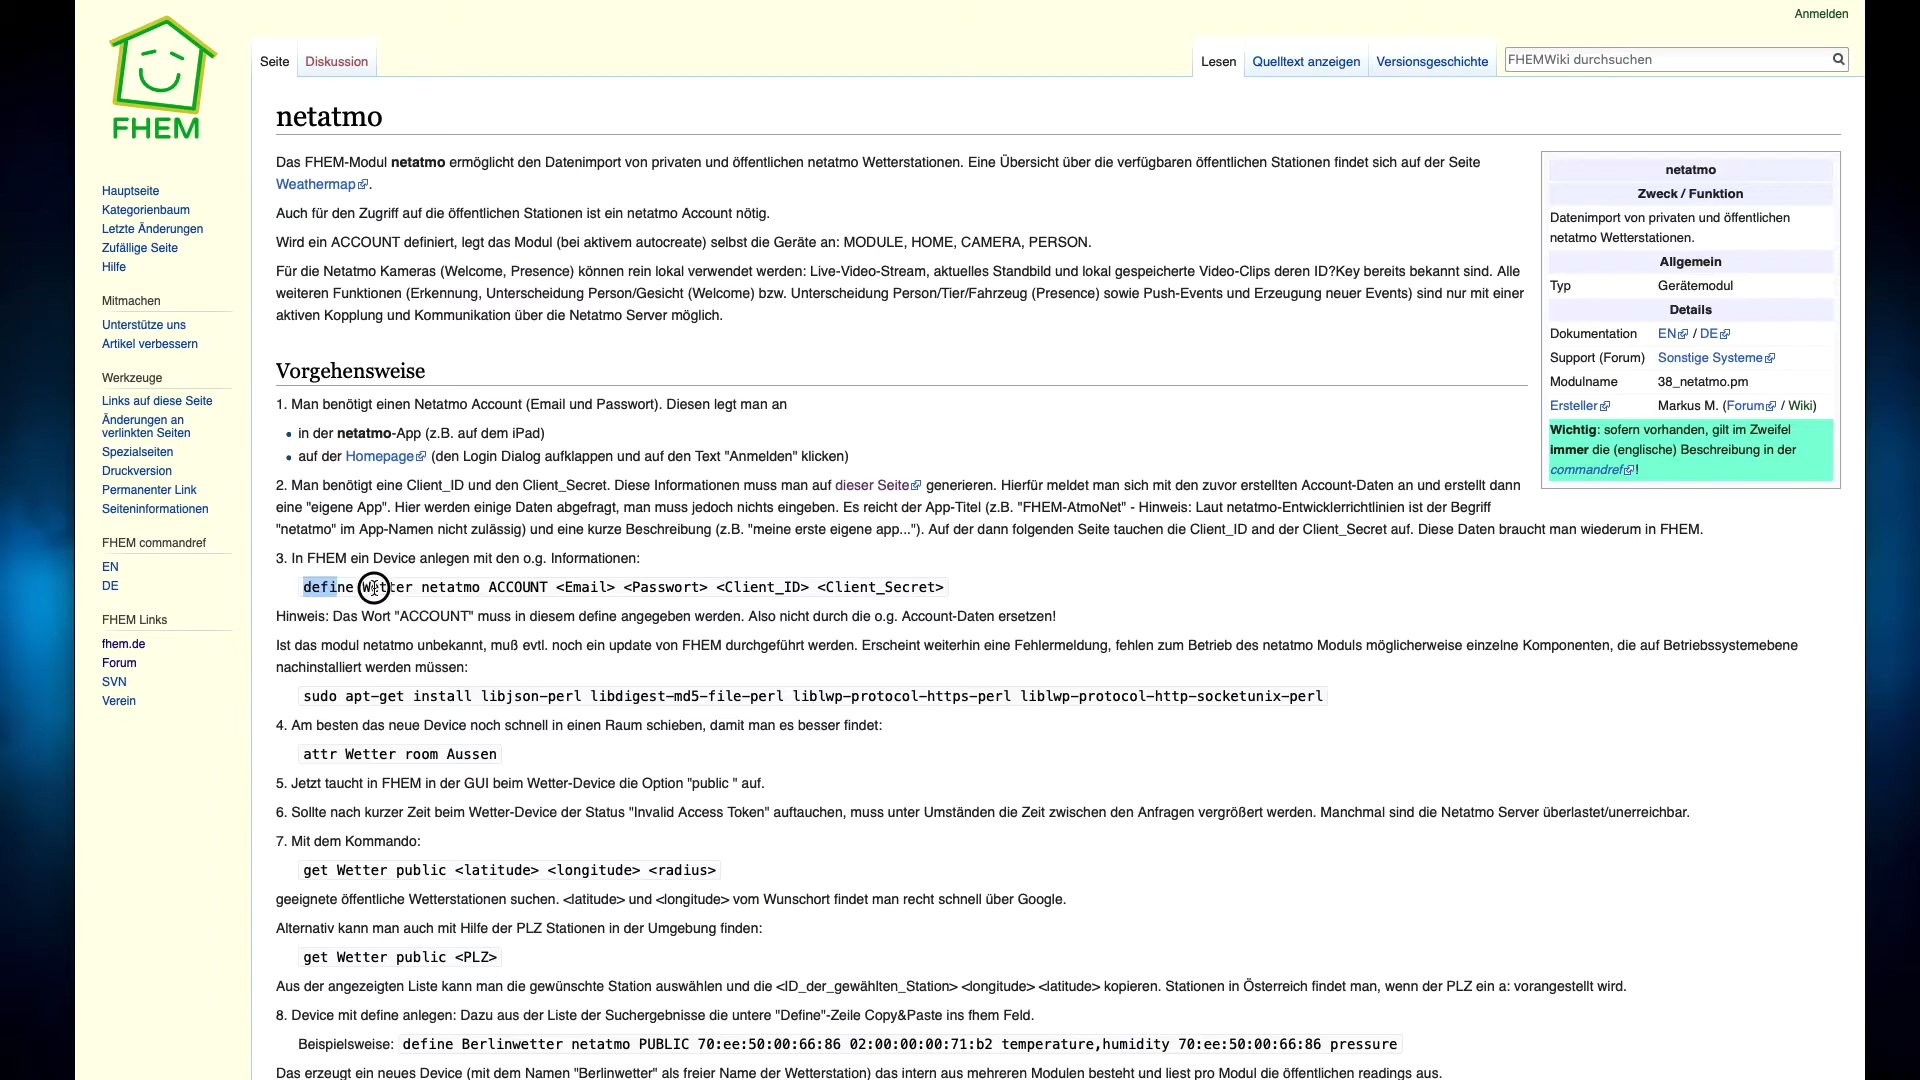 Anmelden
FHEM
Seite
Diskussion
Lesen
Quelltext anzeigen
Versionsgeschichte
FHEMWiki durchsuchen
Hauptseite
Kategorienbaum
Letzte Änderungen
Zufällige Seite
Hilfe
Mitmachen
Unterstütze uns
Artikel verbessern
Werkzeuge
Links auf diese Seite
Änderungen an
verlinkten Seiten
Spezialseiten
Druckversion
Permanenter Link
Seiteninformationen
FHEM commandref
EN
DE
FHEM Links
fhem.de
Forum
SVN
Verein
netatmo
Das FHEM-Modul netatmo ermöglicht den Datenimport von privaten und öffentlichen netatmo Wetterstationen. Eine Übersicht über die verfügbaren öffentlichen Stationen findet sich auf der Seite
Weathermap.
Auch für den Zugriff auf die öffentlichen Stationen ist ein netatmo Account nötig.
Wird ein ACCOUNT definiert, legt das Modul (bei aktivem autocreate) selbst die Geräte an: MODULE, HOME, CAMERA, PERSON.
Für die Netatmo Kameras (Welcome, Presence) können rein lokal verwendet werden: Live-Video-Stream, aktuelles Standbild und lokal gespeicherte Video-Clips deren ID?Key bereits bekannt sind. Alle
weiteren Funktionen (Erkennung, Unterscheidung Person/Gesicht (Welcome) bzw. Unterscheidung Person/Tier/Fahrzeug (Presence) sowie Push-Events und Erzeugung neuer Events) sind nur mit einer
aktiven Kopplung und Kommunikation über die Netatmo Server möglich.
netatmo
Zweck / Funktion
Datenimport von privaten und öffentlichen
netatmo Wetterstationen.
Allgemein
Typ Gerätemodul
Details
Dokumentation EN / DE
Support (Forum) Sonstige Systeme
Modulname 38_netatmo.pm
Ersteller Markus M. (Forum / Wiki)
Wichtig: sofern vorhanden, gilt im Zweifel
immer die (englische) Beschreibung in der
commandref!
Vorgehensweise
1. Man benötigt einen Netatmo Account (Email und Passwort). Diesen legt man an
• in der netatmo-App (z.B. auf dem iPad)
• auf der Homepage (den Login Dialog aufklappen und auf den Text "Anmelden" klicken)
2. Man benötigt eine Client_ID und den Client_Secret. Diese Informationen muss man auf dieser Seite generieren. Hierfür meldet man sich mit den zuvor erstellten Account-Daten an und erstellt dann
eine "eigene App". Hier werden einige Daten abgefragt, man muss jedoch nichts eingeben. Es reicht der App-Titel (z.B. "FHEM-AtmoNet" - Hinweis: Laut netatmo-Entwicklerrichtlinien ist der Begriff
"netatmo" im App-Namen nicht zulässig) und eine kurze Beschreibung (z.B. "meine erste eigene app..."). Auf der dann folgenden Seite tauchen die Client_ID and der Client_Secret auf. Diese Daten braucht man wiederum in FHEM.
3. In FHEM ein Device anlegen mit den o.g. Informationen:
define Wetter netatmo ACCOUNT <Email> <Passwort> <Client_ID> <Client_Secret>
Hinweis: Das Wort "ACCOUNT" muss in diesem define angegeben werden. Also nicht durch die o.g. Account-Daten ersetzen!
Ist das modul netatmo unbekannt, muß evtl. noch ein update von FHEM durchgeführt werden. Erscheint weiterhin eine Fehlermeldung, fehlen zum Betrieb des netatmo Moduls möglicherweise einzelne Komponenten, die auf Betriebssystemebene
nachinstalliert werden müssen:
sudo apt-get install libjson-perl libdigest-md5-file-perl liblwp-protocol-https-perl liblwp-protocol-http-socketunix-perl
4. Am besten das neue Device noch schnell in einen Raum schieben, damit man es besser findet:
attr Wetter room Aussen
5. Jetzt taucht in FHEM in der GUI beim Wetter-Device die Option "public " auf.
6. Sollte nach kurzer Zeit beim Wetter-Device der Status "Invalid Access Token" auftauchen, muss unter Umständen die Zeit zwischen den Anfragen vergrößert werden. Manchmal sind die Netatmo Server überlastet/unerreichbar.
7. Mit dem Kommando:
get Wetter public <latitude> <longitude> <radius>
geeignete öffentliche Wetterstationen suchen. <latitude> und <longitude> vom Wunschort findet man recht schnell über Google.
Alternativ kann man auch mit Hilfe der PLZ Stationen in der Umgebung finden:
get Wetter public <PLZ>
Aus der angezeigten Liste kann man die gewünschte Station auswählen und die <ID_der_gewählten_Station> <longitude> <latitude> kopieren. Stationen in Österreich findet man, wenn der PLZ ein a: vorangestellt wird.
8. Device mit define anlegen: Dazu aus der Liste der Suchergebnisse die untere "Define"-Zeile Copy&Paste ins fhem Feld.
Beispielsweise: define Berlinwetter netatmo PUBLIC 70:ee:50:00:66:86 02:00:00:00:71:b2 temperature,humidity 70:ee:50:00:66:86 pressure
Das erzeugt ein neues Device (mit dem Namen "Berlinwetter" als freier Name der Wetterstation) das intern aus mehreren Modulen besteht und liest pro Modul die öffentlichen readings aus.